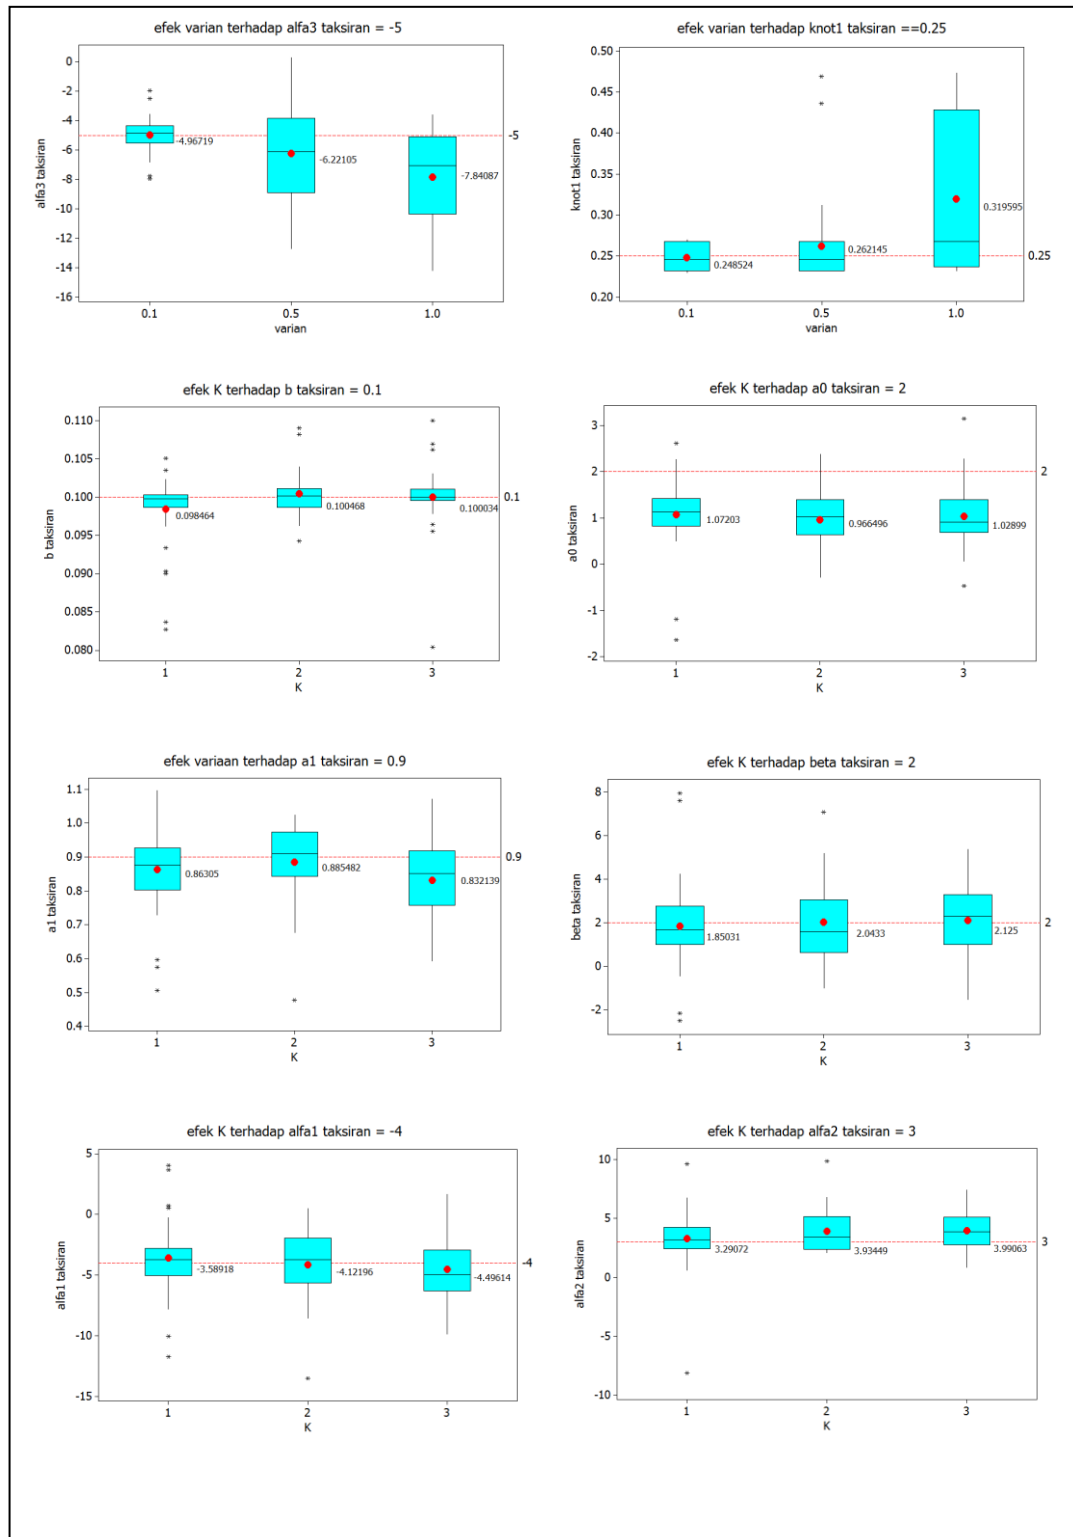 efek varian terhadap alfa3 taksiran = -5
0
-2
-4
-6
-8
-10
-12
-14
-16
alfa3 taksiran
-4.96719
-6.22105
-7.84087
-5
0.1 0.5 1.0
varian
efek varian terhadap knot1 taksiran ==0.25
0.50
0.45
0.40
0.35
0.30
0.25
0.20
knot1 taksiran
0.248524
0.262145
0.319595
0.25
0.1 0.5 1.0
varian
efek K terhadap b taksiran = 0.1
0.110
0.105
0.100
0.095
0.090
0.085
0.080
b taksiran
0.098464
0.100468
0.100034
0.1
1 2 3
K
efek K terhadap a0 taksiran = 2
3
2
1
0
-1
-2
a0 taksiran
1.07203
0.966496
1.02899
2
1 2 3
K
efek variaan terhadap a1 taksiran = 0.9
1.1
1.0
0.9
0.8
0.7
0.6
0.5
0.4
a1 taksiran
0.86305
0.885482
0.832139
0.9
1 2 3
K
efek K terhadap beta taksiran = 2
8
6
4
2
0
-2
beta taksiran
1.85031
2.0433
2.125
2
1 2 3
K
efek K terhadap alfa1 taksiran = -4
5
0
-5
-10
-15
alfa1 taksiran
-3.58918
-4.12196
-4.49614
-4
1 2 3
K
efek K terhadap alfa2 taksiran = 3
10
5
0
-5
-10
alfa2 taksiran
3.29072
3.93449
3.99063
3
1 2 3
K